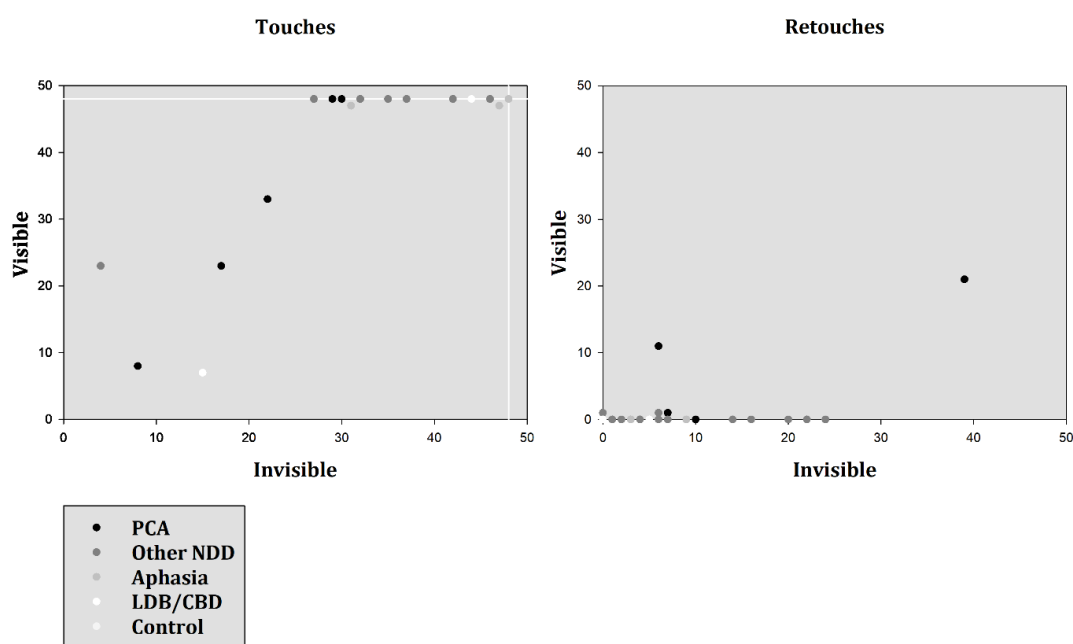 Touches
Retouches
50
40
30
20
10
0
Visible
0 10 20 30 40 50
Invisible
50
40
30
20
10
0
Visible
0 10 20 30 40 50
Invisible
PCA
Other NDD
Aphasia
LDB/CBD
Control